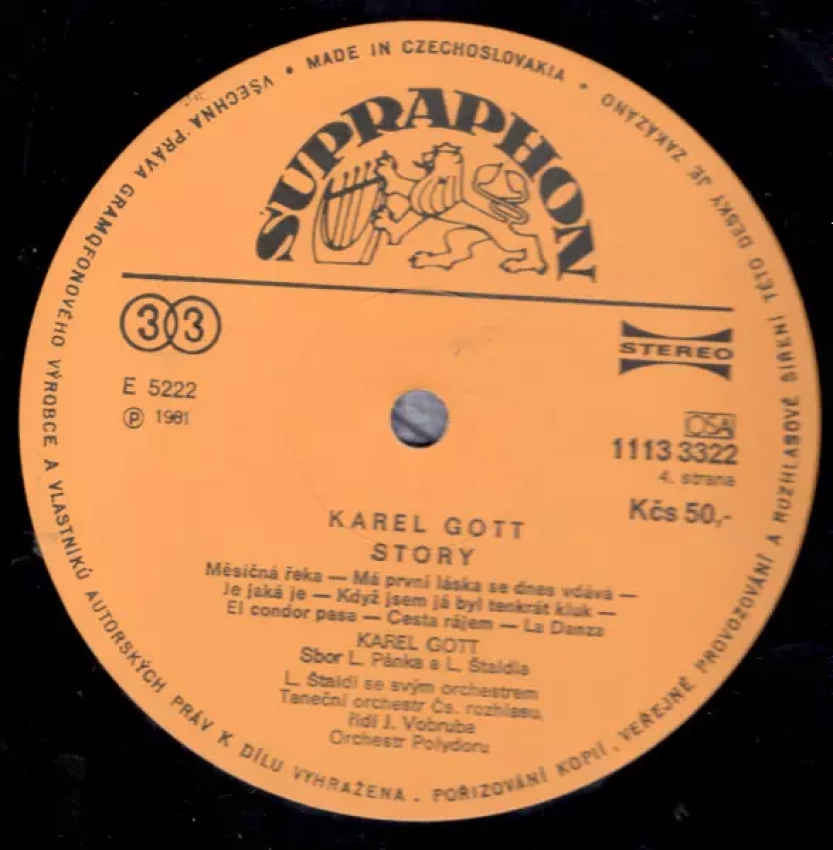 MADE IN CZECHOSLOVAKIA • VŠECHNA PRÁVA GRAMOFONOVÉHO VÝROBCE A VLASTNÍKŮ AUTORSKÝCH PRÁV K DÍLU VYHRAŽENA. POŘIZOVÁNÍ KOPIÍ, VEŘEJNÉ PROVOZOVÁNÍ A ROZHLASOVÉ ŠÍŘENÍ TÉTO DESKY JE ZAKÁZÁNO •
SUPRAPHON
33
STEREO
E 5222
Ⓟ 1981
OSA
1113 3322
4. strana
Kčs 50,-
KAREL GOTT
STORY
Měsíčná řeka — Má první láska se dnes vdává —
Je jaká je — Když jsem já byl tenkrát kluk —
El condor pasa — Cesta rájem — La Danza
KAREL GOTT
Sbor L. Pánka a L. Štaidla
L. Štaidl se svým orchestrem
Taneční orchestr Čs. rozhlasu,
řídí J. Vobruba
Orchestr Polydoru